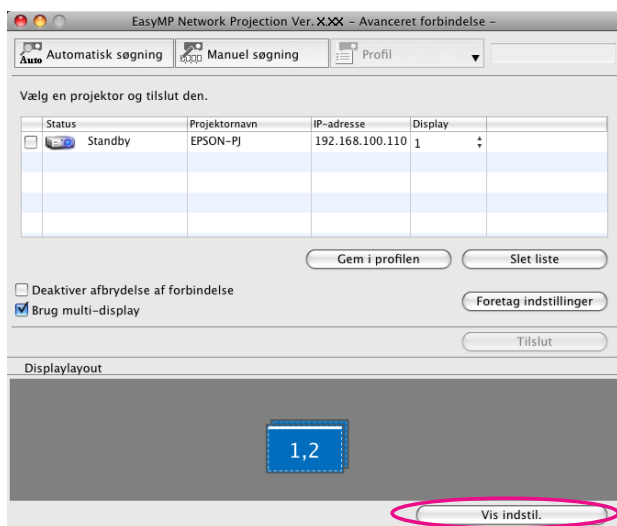 EasyMP Network Projection Ver. X.XX – Avanceret forbindelse –
Auto Automatisk søgning Manuel søgning Profil
Vælg en projektor og tilslut den.
Status Projektornavn IP-adresse Display
Standby EPSON-PJ 192.168.100.110 1
Gem i profilen Slet liste
Deaktiver afbrydelse af forbindelse
Brug multi-display
Foretag indstillinger
Tilslut
Displaylayout
1,2
Vis indstil.